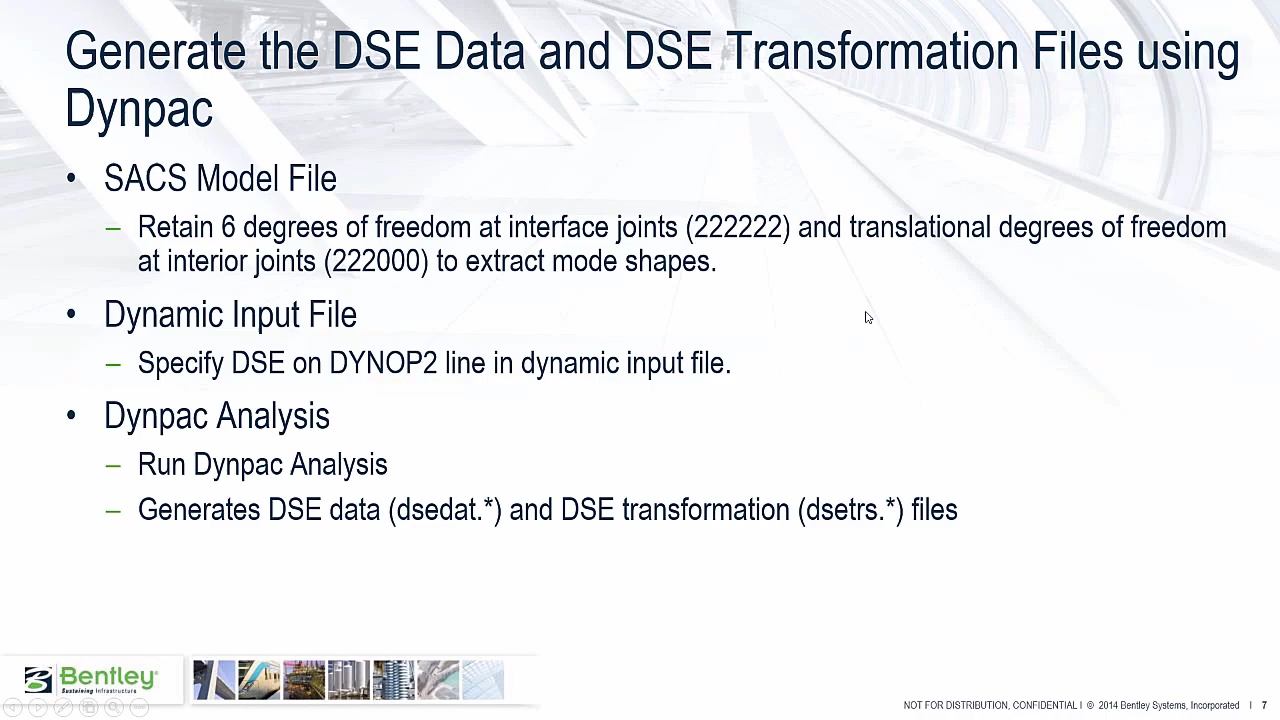 Generate the DSE Data and DSE Transformation Files using
Dynpac
• SACS Model File
– Retain 6 degrees of freedom at interface joints (222222) and translational degrees of freedom
at interior joints (222000) to extract mode shapes.
• Dynamic Input File
– Specify DSE on DYNOP2 line in dynamic input file.
• Dynpac Analysis
– Run Dynpac Analysis
– Generates DSE data (dsedat.*) and DSE transformation (dsetrs.*) files
Bentley®
Sustaining Infrastructure
NOT FOR DISTRIBUTION, CONFIDENTIAL I © 2014 Bentley Systems, Incorporated I 7